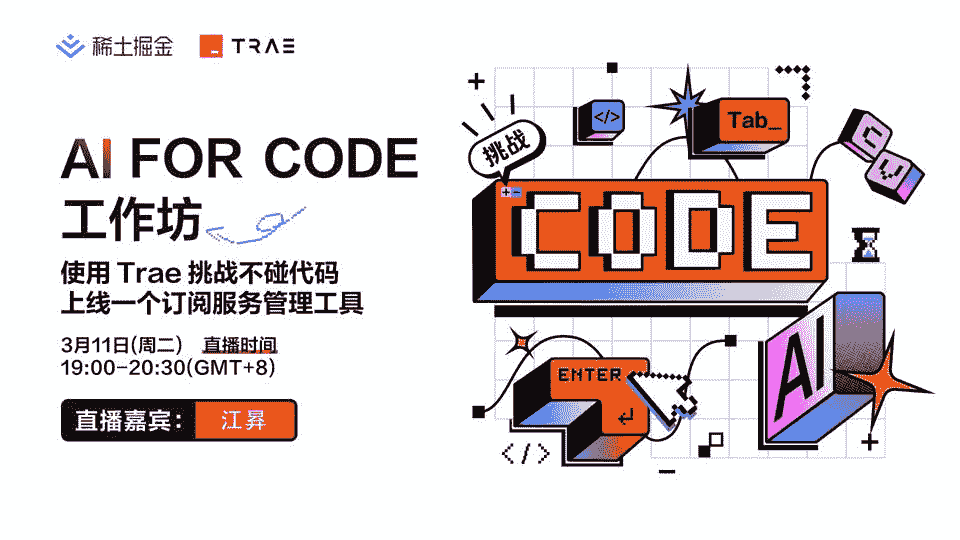 稀土掘金 TRAE
AI FOR CODE
工作坊
使用 Trae 挑战不碰代码
上线一个订阅服务管理工具
3月11日(周二) 直播时间
19:00-20:30(GMT+8)
直播嘉宾: 江昇
挑战
</>
Tab_
C
V
CODE
AI
ENTER
</>